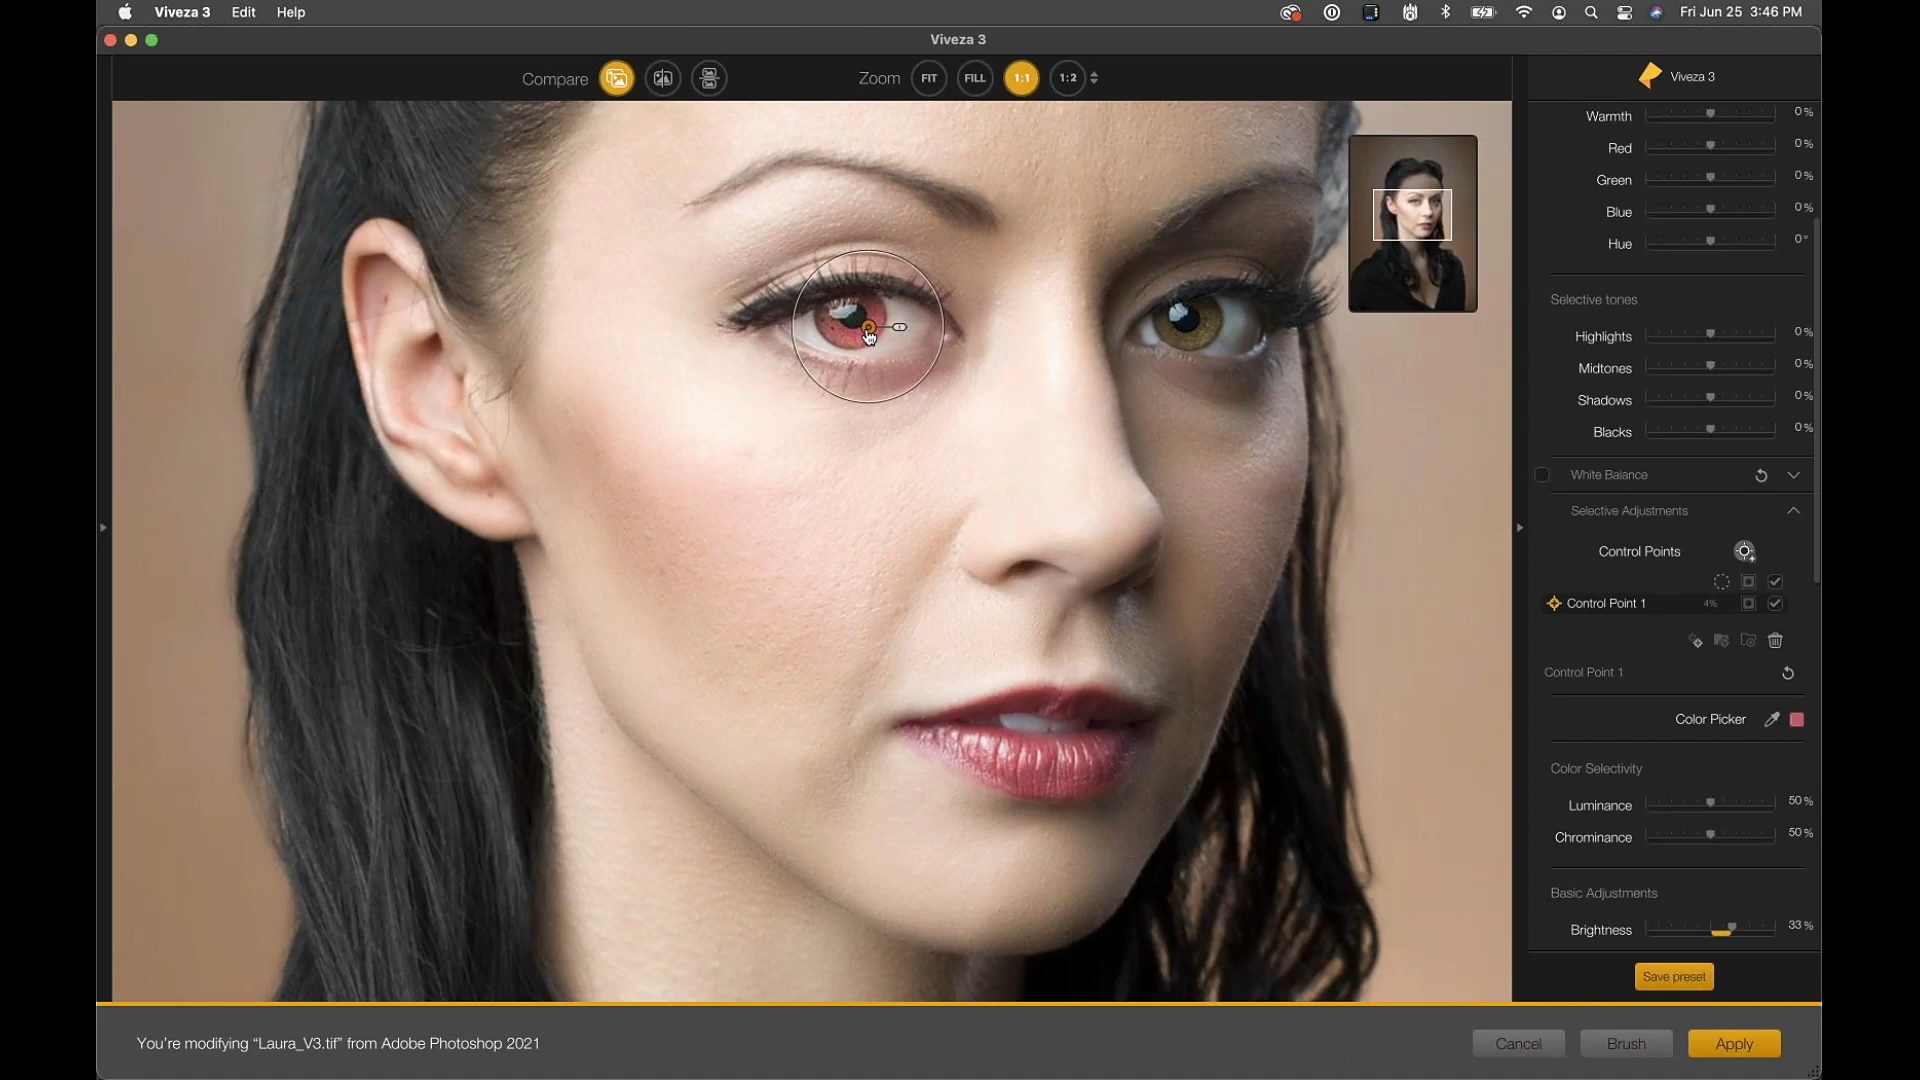 Viveza 3 Edit Help Fri Jun 25 3:46 PM
Viveza 3
Compare Zoom FIT FILL 1:1 1:2
Viveza 3
Warmth 0%
Red 0%
Green 0%
Blue 0%
Hue 0°
Selective tones
Highlights 0%
Midtones 0%
Shadows 0%
Blacks 0%
White Balance
Selective Adjustments
Control Points
Control Point 1 4%
Control Point 1
Color Picker
Color Selectivity
Luminance 50%
Chrominance 50%
Basic Adjustments
Brightness 33%
Save preset
You're modifying “Laura_V3.tif” from Adobe Photoshop 2021
Cancel Brush Apply